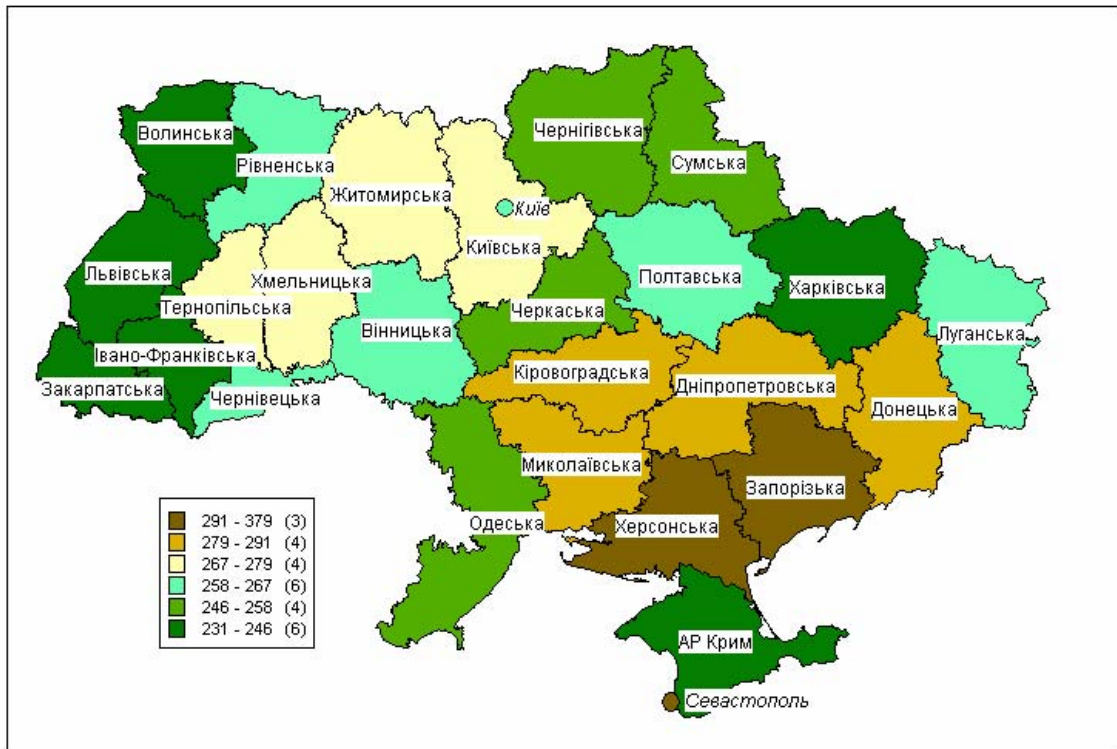 Волинська
Рівненська
Житомирська
Чернігівська
Сумська
Київ
Київська
Львівська
Тернопільська
Хмельницька
Вінницька
Черкаська
Полтавська
Харківська
Луганська
Івано-Франківська
Закарпатська
Чернівецька
Кіровоградська
Дніпропетровська
Донецька
Миколаївська
Запорізька
Одеська
Херсонська
АР Крим
Севастополь
291 - 379 (3)
279 - 291 (4)
267 - 279 (4)
258 - 267 (6)
246 - 258 (4)
231 - 246 (6)